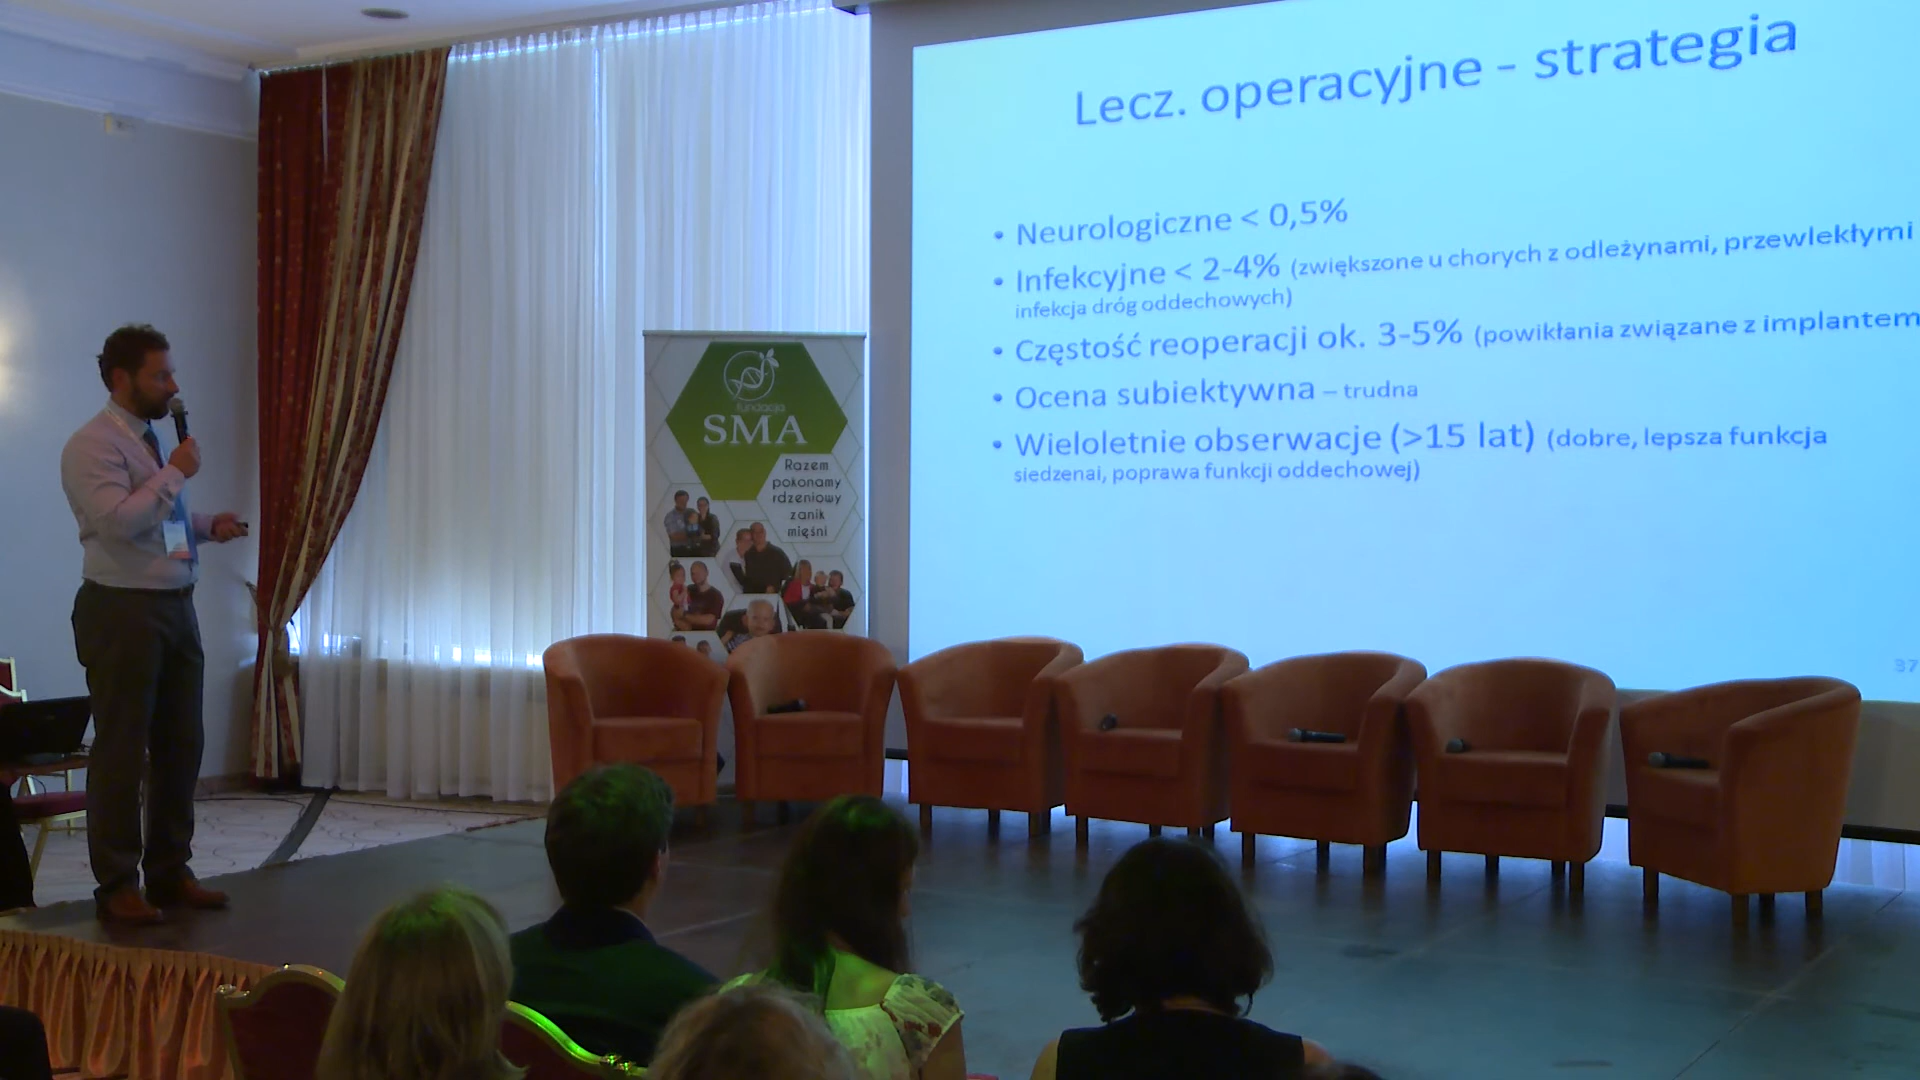 Lecz. operacyjne - strategia
• Neurologiczne < 0,5%
• Infekcyjne < 2-4% (zwiększone u chorych z odleżynami, przewlekłymi
infekcja dróg oddechowych)
• Częstość reoperacji ok. 3-5% (powikłania związane z implantem
• Ocena subiektywna – trudna
• Wieloletnie obserwacje (>15 lat) (dobre, lepsza funkcja
siedzenai, poprawa funkcji oddechowej)
37
fundacja
SMA
Razem
pokonamy
rdzeniowy
zanik
mięśni